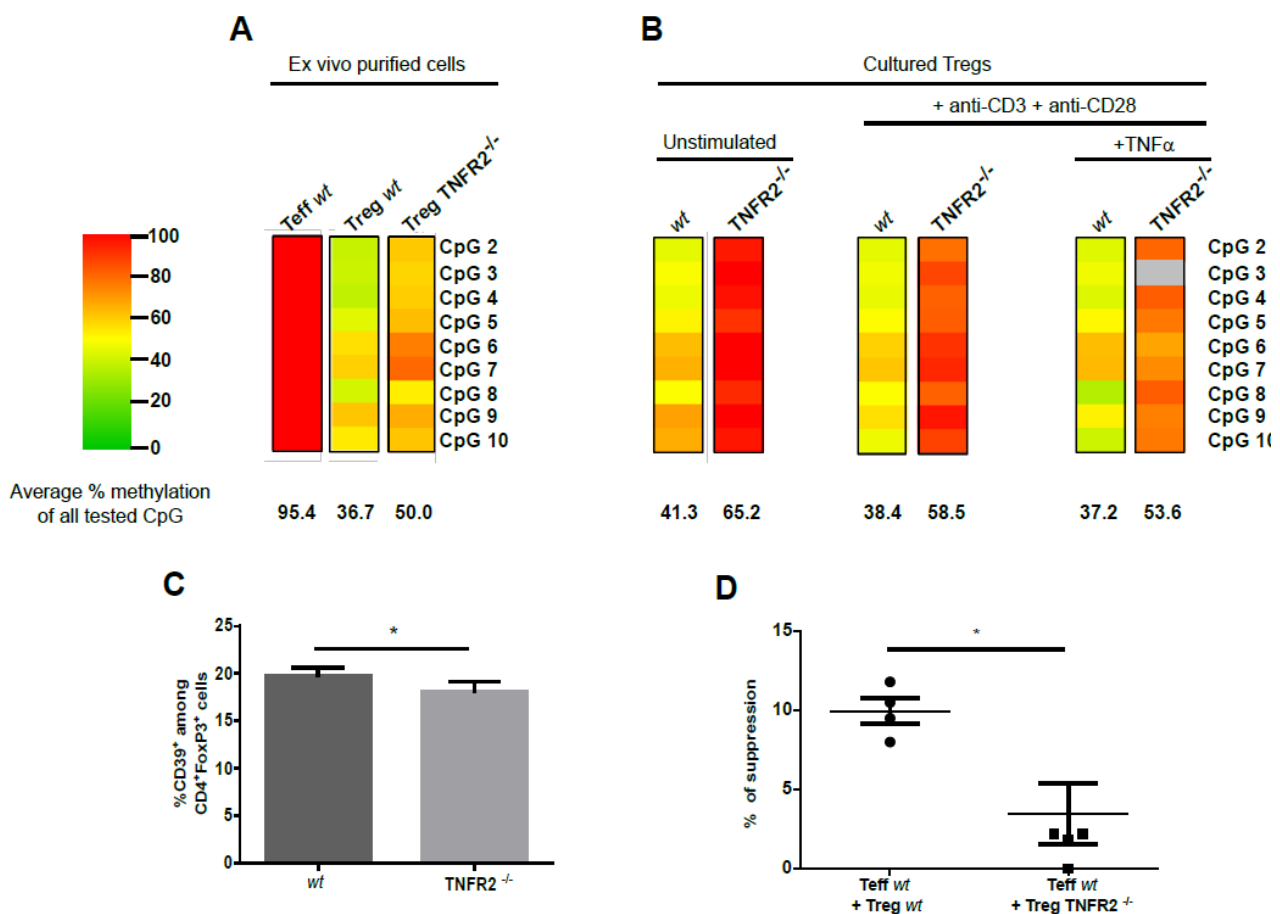 A
B
Ex vivo purified cells
Cultured Tregs
+ anti-CD3 + anti-CD28
Unstimulated
+TNFα
Teff wt
Treg wt
Treg TNFR2-/-
wt
TNFR2-/-
wt
TNFR2-/-
wt
TNFR2-/-
100
80
60
40
20
0
CpG 2
CpG 3
CpG 4
CpG 5
CpG 6
CpG 7
CpG 8
CpG 9
CpG 10
CpG 2
CpG 3
CpG 4
CpG 5
CpG 6
CpG 7
CpG 8
CpG 9
CpG 10
Average % methylation
of all tested CpG
95.4 36.7 50.0
41.3 65.2 38.4 58.5 37.2 53.6
C
%CD39+ among
CD4+FoxP3+ cells
25
20
15
10
5
0
*
wt
TNFR2 -/-
D
% of suppression
15
10
5
0
*
Teff wt
+ Treg wt
Teff wt
+ Treg TNFR2 -/-